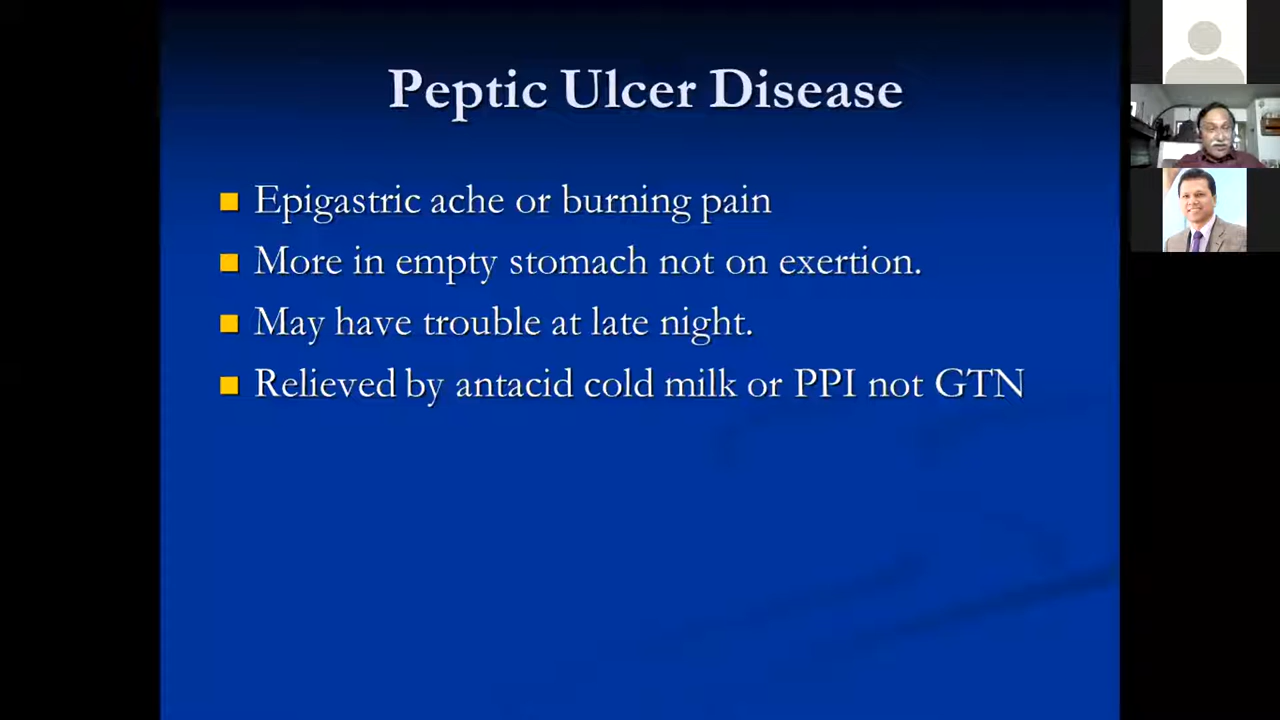 Peptic Ulcer Disease
Epigastric ache or burning pain
More in empty stomach not on exertion.
May have trouble at late night.
Relieved by antacid cold milk or PPI not GTN